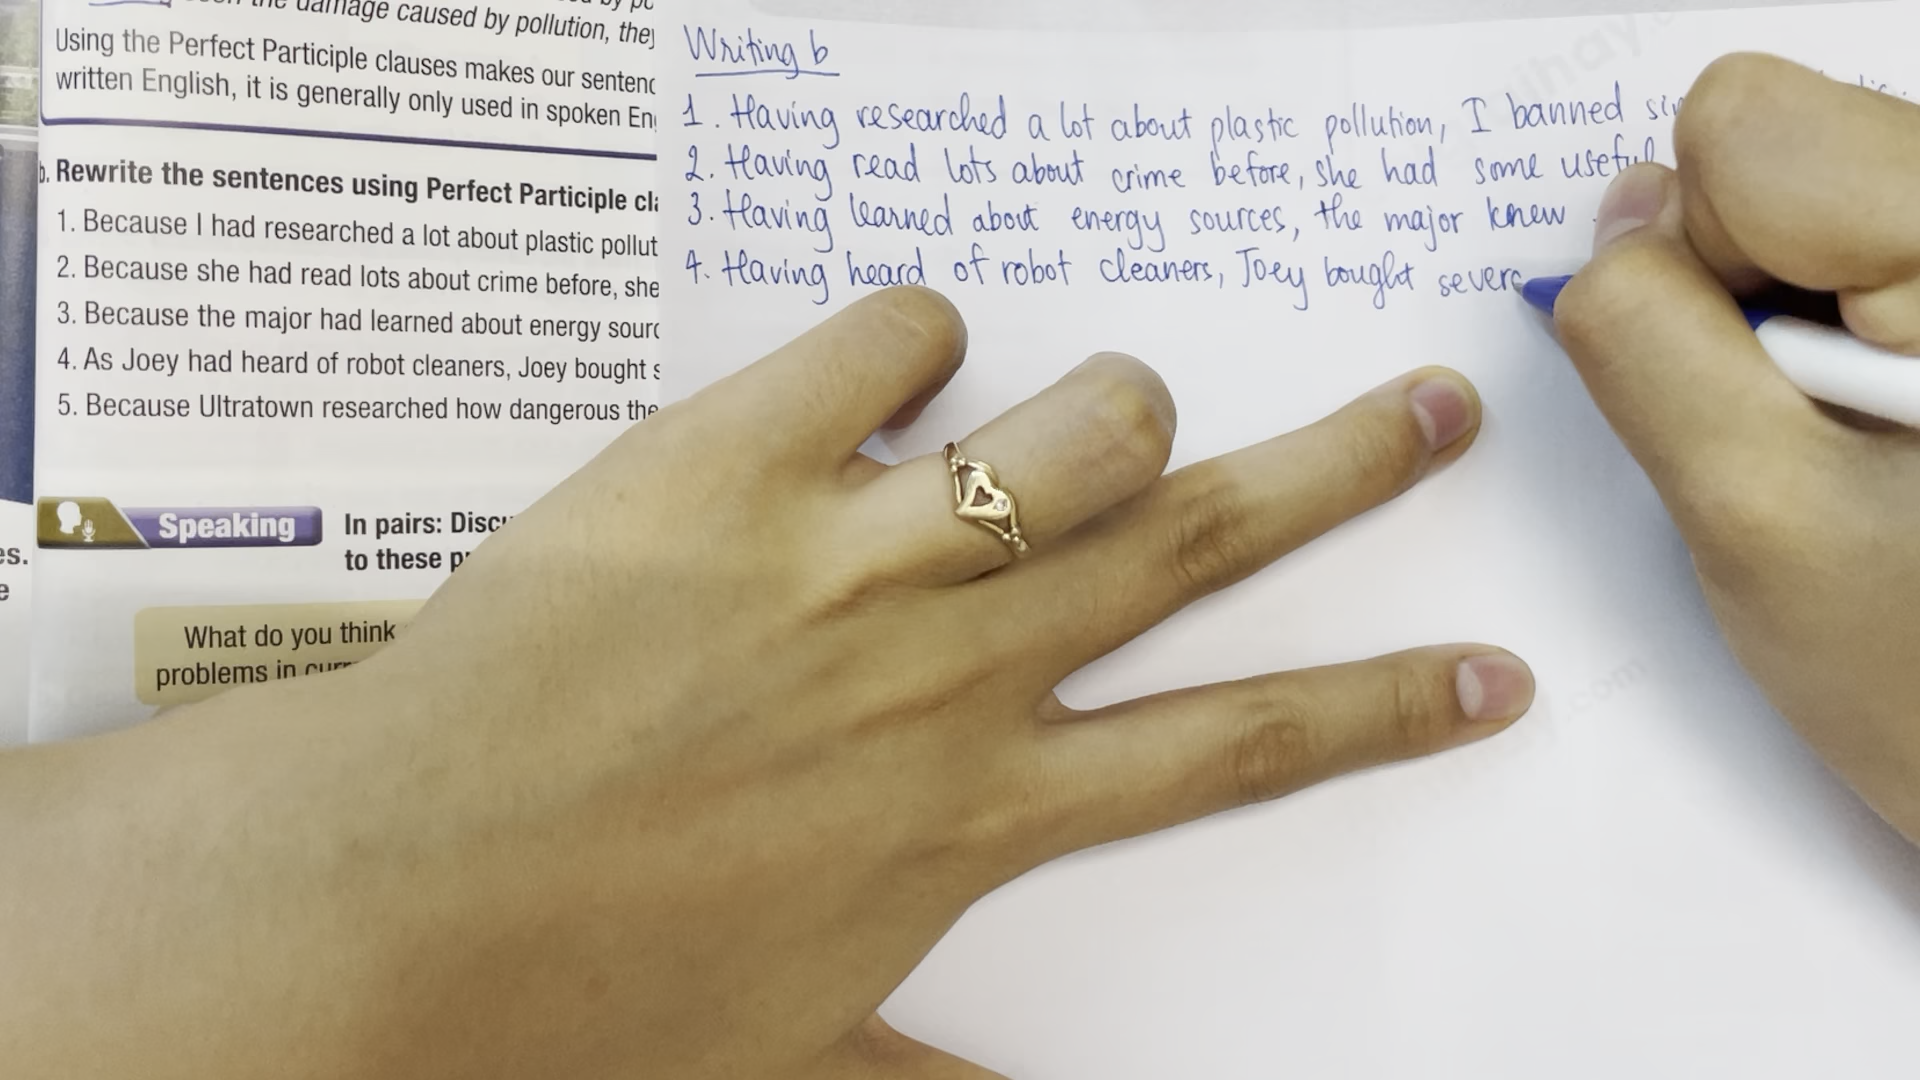 damage caused by pollution, they
Using the Perfect Participle clauses makes our sentenc
written English, it is generally only used in spoken En
b. Rewrite the sentences using Perfect Participle cla
1. Because I had researched a lot about plastic pollut
2. Because she had read lots about crime before, she
3. Because the major had learned about energy sourc
4. As Joey had heard of robot cleaners, Joey bought s
5. Because Ultratown researched how dangerous the
Speaking
In pairs: Discu
to these p
What do you think
problems in curr
es.
e
Writing b
1. Having researched a lot about plastic pollution, I banned sin
2. Having read lots about crime before, she had some useful
3. Having learned about energy sources, the major knew
4. Having heard of robot cleaners, Joey bought severa